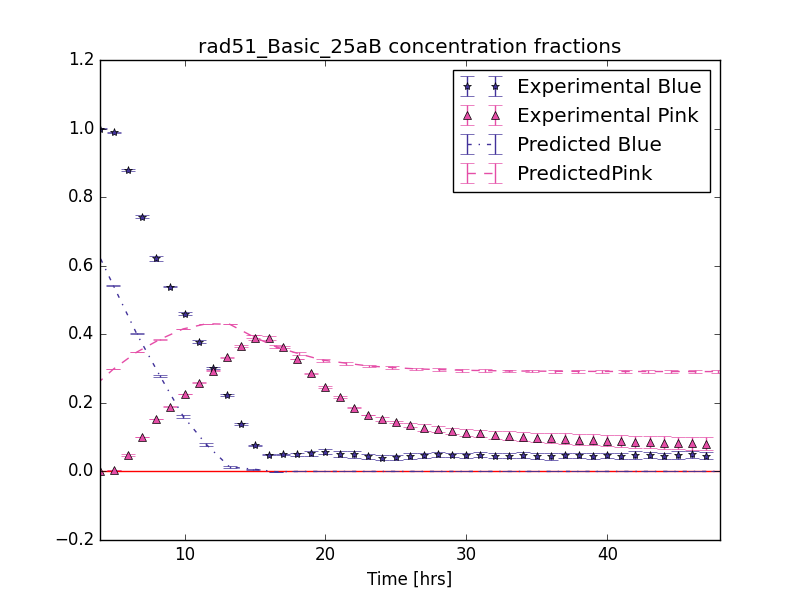 rad51_Basic_25aB concentration fractions
1.2
1.0
0.8
0.6
0.4
0.2
0.0
−0.2
Experimental Blue
Experimental Pink
Predicted Blue
PredictedPink
10 20 30 40
Time [hrs]